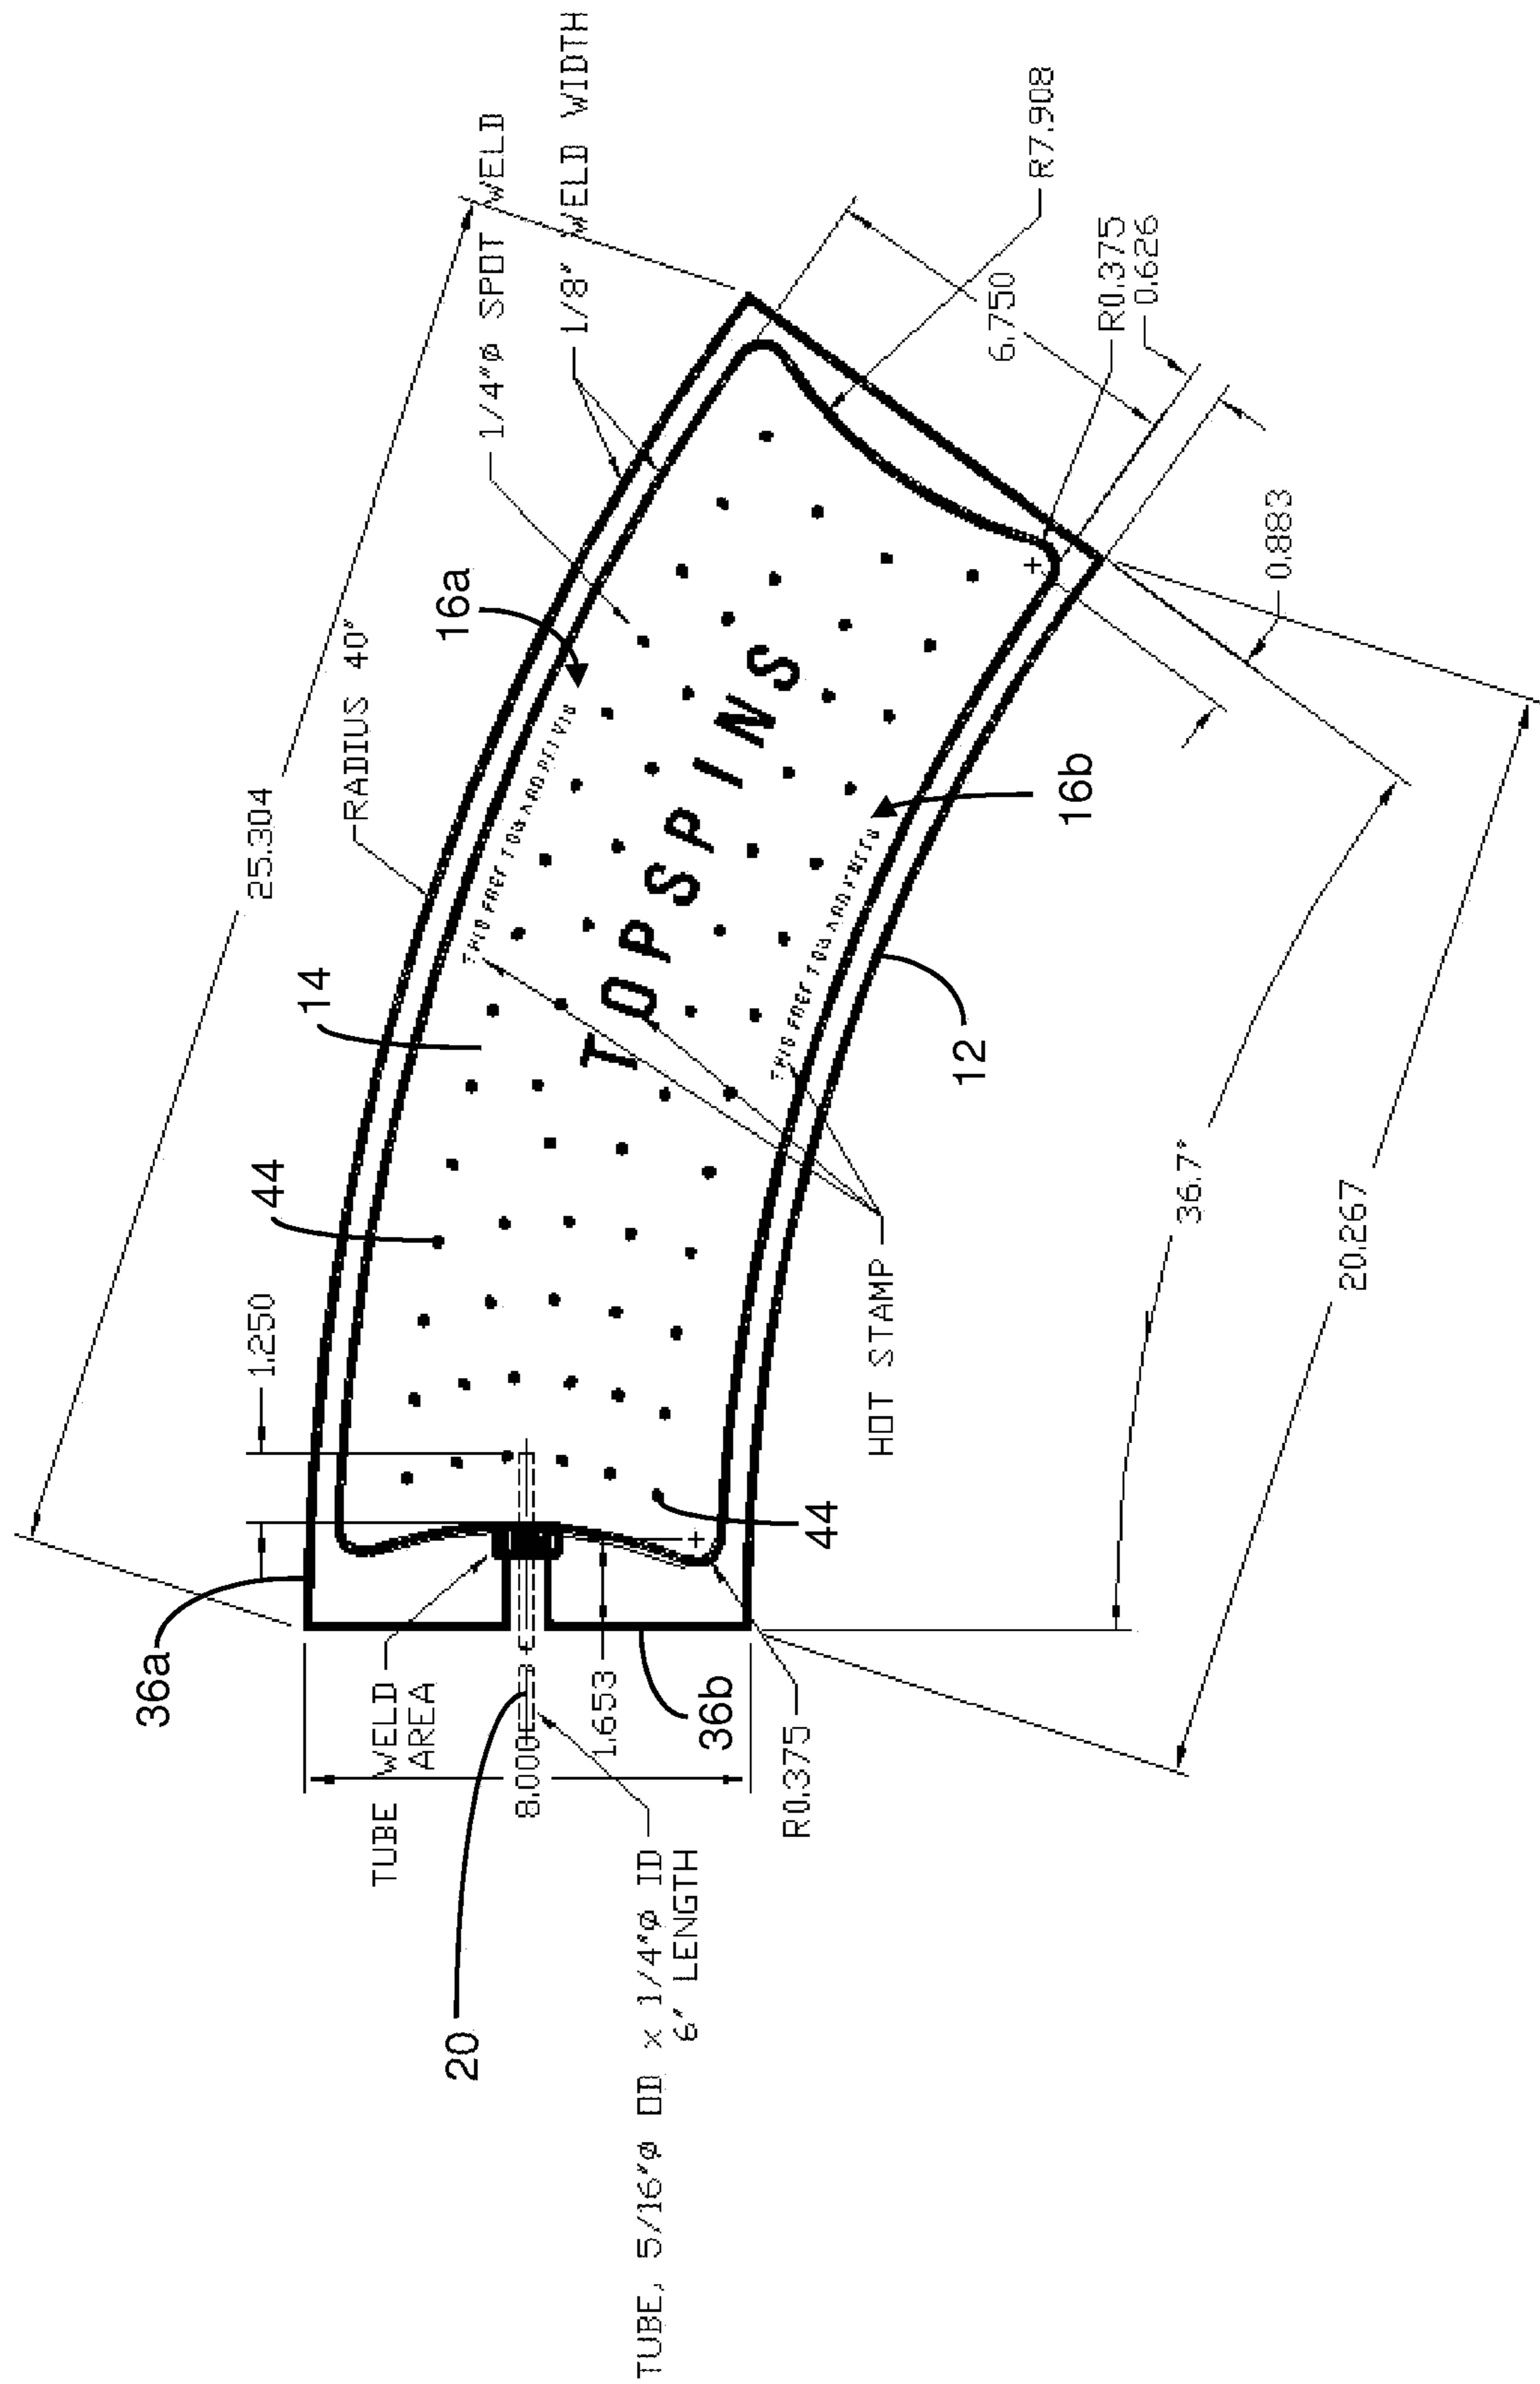 25.304
RADIUS 40"
1/4"Ø SPOT WELD
1/8" WELD WIDTH
16a
14
44
1.250
36a
TUBE WELD
AREA
20
8.000
TUBE, 5/16"Ø OD x 1/4"Ø ID
6" LENGTH
1.653
36b
R0.375
44
HOT STAMP
TOPSPINS
12
16b
R7.908
6.750
R0.375
0.626
0.883
36.7°
20.267